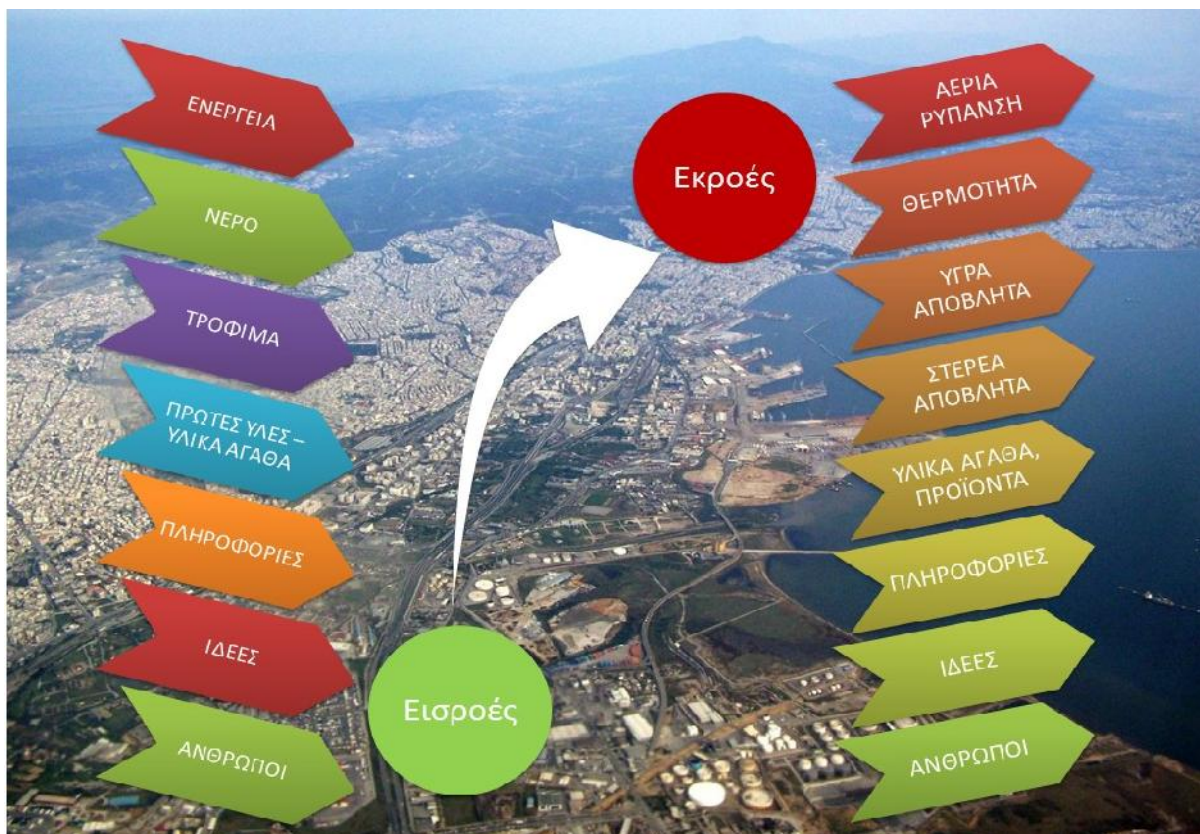 ΕΝΕΡΓΕΙΑ
ΝΕΡΟ
ΤΡΟΦΙΜΑ
ΠΡΩΤΕΣ ΥΛΕΣ –
ΥΛΙΚΑ ΑΓΑΘΑ
ΠΛΗΡΟΦΟΡΙΕΣ
ΙΔΕΕΣ
ΑΝΘΡΩΠΟΙ
Εισροές
Εκροές
ΑΕΡΙΑ
ΡΥΠΑΝΣΗ
ΘΕΡΜΟΤΗΤΑ
ΥΓΡΑ
ΑΠΟΒΛΗΤΑ
ΣΤΕΡΕΑ
ΑΠΟΒΛΗΤΑ
ΥΛΙΚΑ ΑΓΑΘΑ,
ΠΡΟΪΟΝΤΑ
ΠΛΗΡΟΦΟΡΙΕΣ
ΙΔΕΕΣ
ΑΝΘΡΩΠΟΙ